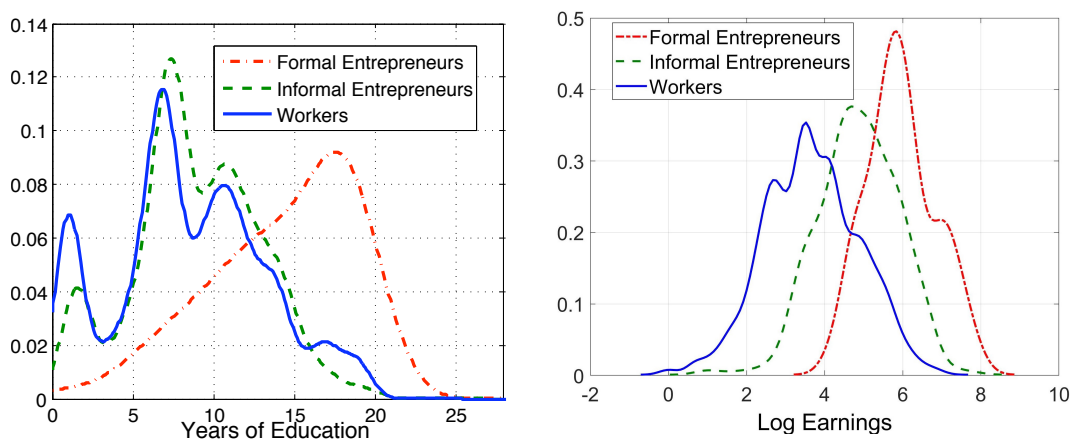 0.14
0.12
0.1
0.08
0.06
0.04
0.02
0
0 5 10 15 20 25
Years of Education
Formal Entrepreneurs
Informal Entrepreneurs
Workers
0.5
0.4
0.3
0.2
0.1
0
-2 0 2 4 6 8 10
Log Earnings
Formal Entrepreneurs
Informal Entrepreneurs
Workers